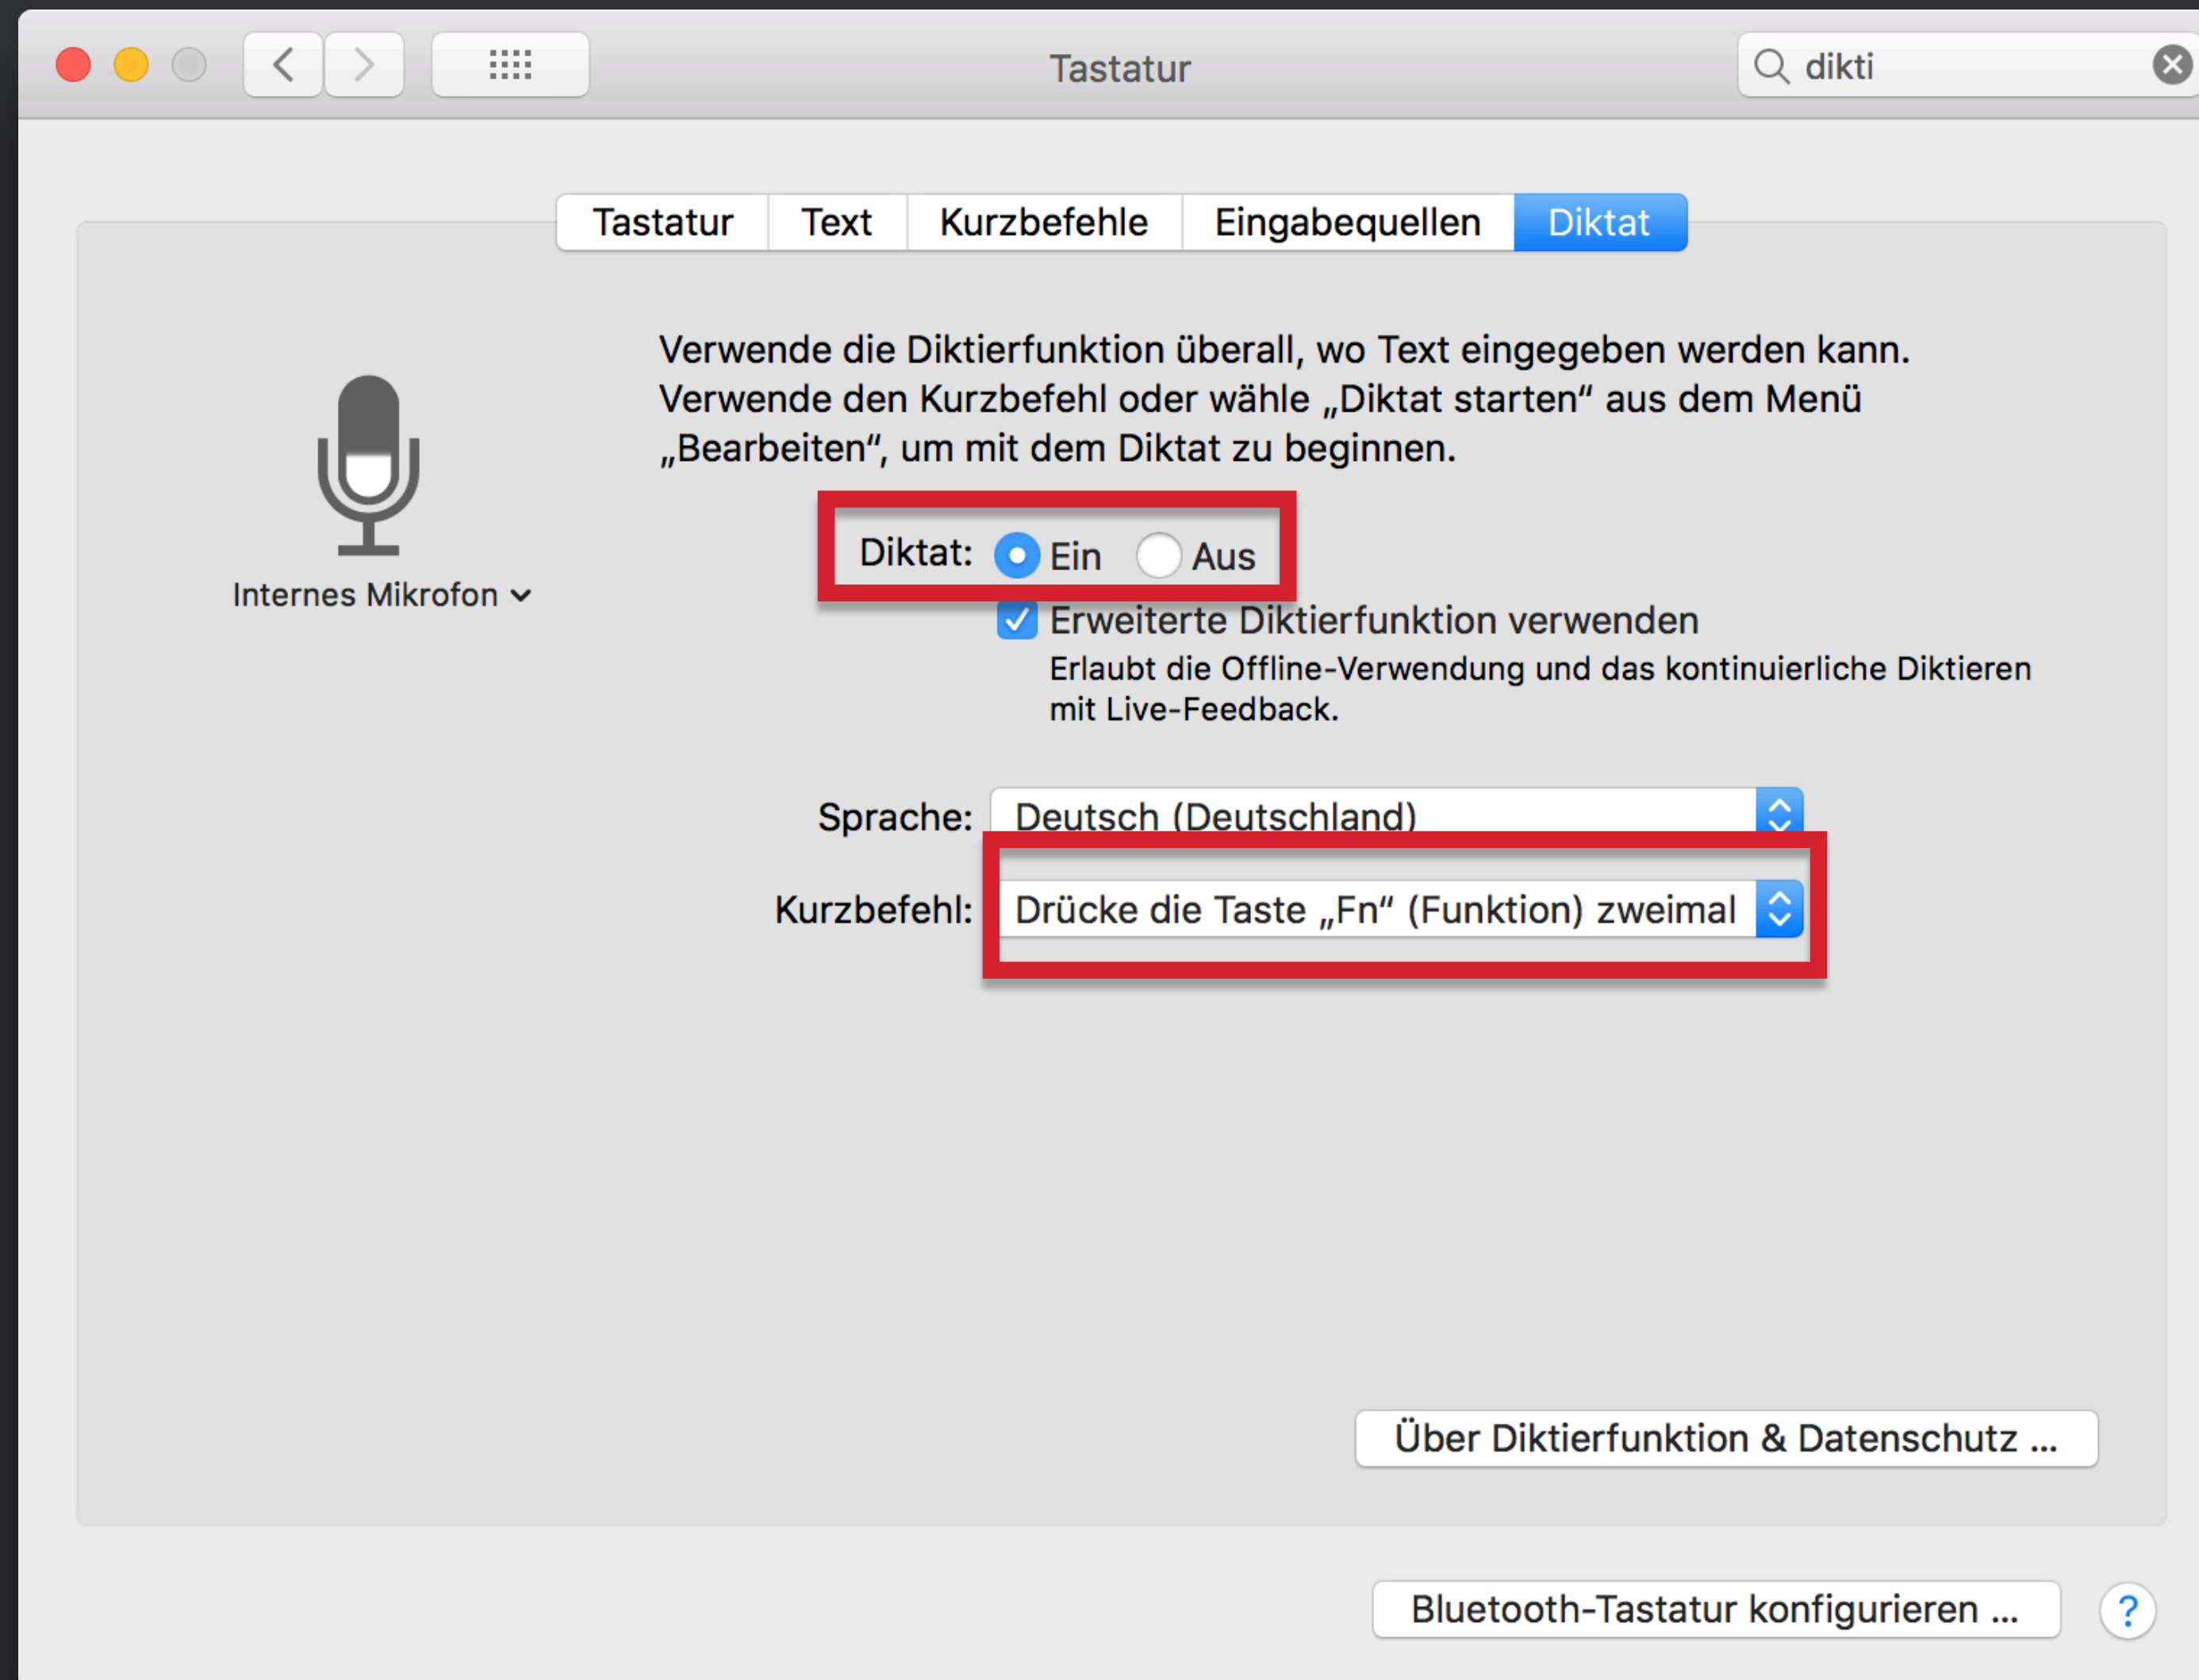 Tastatur
dikti
Tastatur Text Kurzbefehle Eingabequellen Diktat
Verwende die Diktierfunktion überall, wo Text eingegeben werden kann.
Verwende den Kurzbefehl oder wähle „Diktat starten“ aus dem Menü
„Bearbeiten“, um mit dem Diktat zu beginnen.
Internes Mikrofon
Diktat: Ein Aus
Erweiterte Diktierfunktion verwenden
Erlaubt die Offline-Verwendung und das kontinuierliche Diktieren
mit Live-Feedback.
Sprache: Deutsch (Deutschland)
Kurzbefehl: Drücke die Taste „Fn“ (Funktion) zweimal
Über Diktierfunktion & Datenschutz ...
Bluetooth-Tastatur konfigurieren ... ?